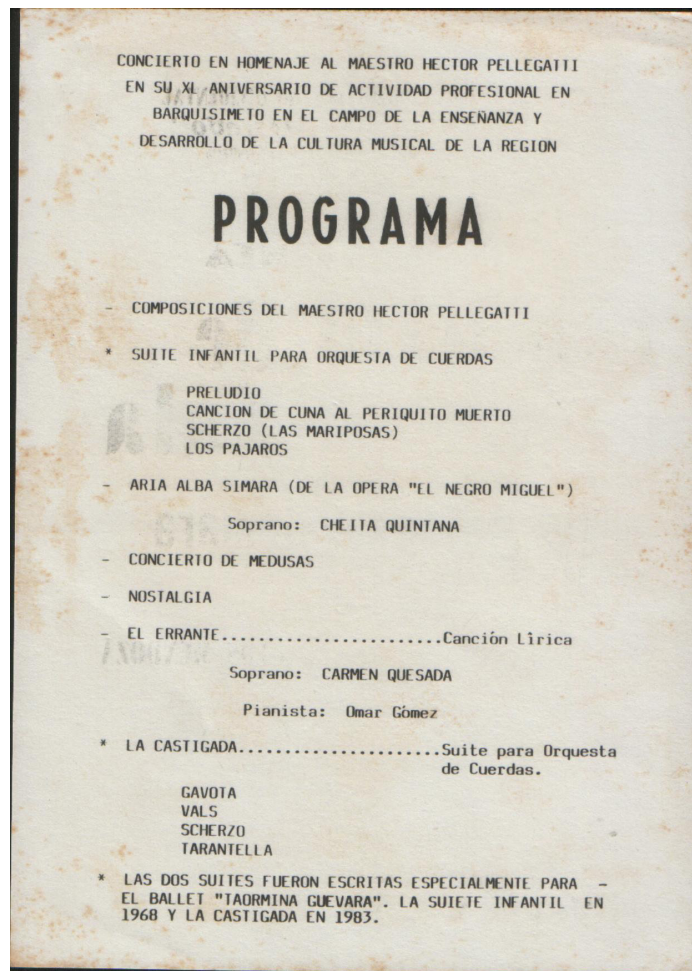 CONCIERTO EN HOMENAJE AL MAESTRO HECTOR PELLEGATTI
EN SU XL ANIVERSARIO DE ACTIVIDAD PROFESIONAL EN
BARQUISIMETO EN EL CAMPO DE LA ENSEÑANZA Y
DESARROLLO DE LA CULTURA MUSICAL DE LA REGION
PROGRAMA
- COMPOSICIONES DEL MAESTRO HECTOR PELLEGATTI
* SUITE INFANTIL PARA ORQUESTA DE CUERDAS
PRELUDIO
CANCION DE CUNA AL PERIQUITO MUERTO
SCHERZO (LAS MARIPOSAS)
LOS PAJAROS
- ARIA ALBA SIMARA (DE LA OPERA "EL NEGRO MIGUEL")
Soprano: CHEITA QUINTANA
- CONCIERTO DE MEDUSAS
- NOSTALGIA
- EL ERRANTE........................Canción Lírica
Soprano: CARMEN QUESADA
Pianista: Omar Gómez
* LA CASTIGADA......................Suite para Orquesta
de Cuerdas.
GAVOTA
VALS
SCHERZO
TARANTELLA
* LAS DOS SUITES FUERON ESCRITAS ESPECIALMENTE PARA -
EL BALLET "TAORMINA GUEVARA". LA SUIETE INFANTIL EN
1968 Y LA CASTIGADA EN 1983.